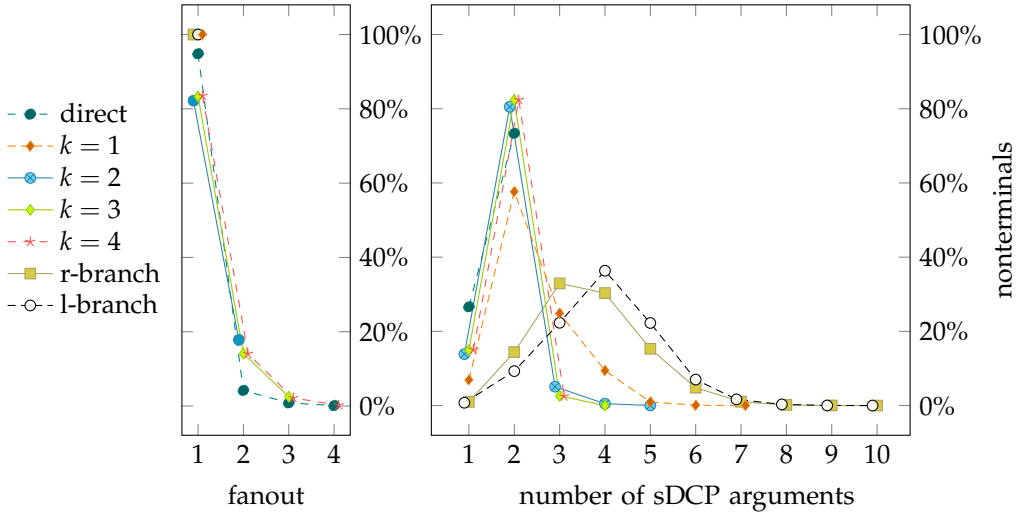 direct
k = 1
k = 2
k = 3
k = 4
r-branch
l-branch
100%
80%
60%
40%
20%
0%
1 2 3 4
fanout
100%
80%
60%
40%
20%
0%
1 2 3 4 5 6 7 8 9 10
number of sDCP arguments
nonterminals